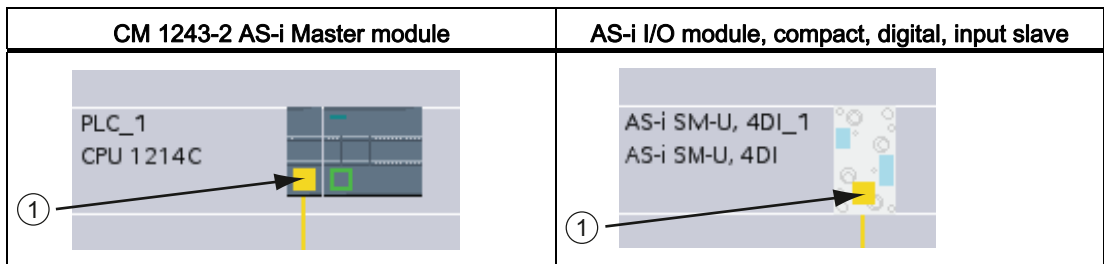 CM 1243-2 AS-i Master module
AS-i I/O module, compact, digital, input slave
PLC_1
CPU 1214C
①
AS-i SM-U, 4DI_1
AS-i SM-U, 4DI
①